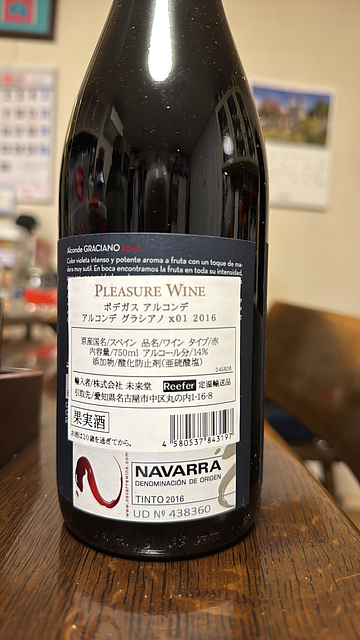 Alconde GRACIANO
Color violeta intenso y potente aroma a fruta con un toque de ma-
dera muy sutil. En boca encontramos la fruta en toda su intensidad.
PLEASURE WINE
ボデガス アルコンデ
アルコンデ グラシアノ x01 2016
原産国名/スペイン 品名/ワイン タイプ/赤
内容量/750ml アルコール分/14%
添加物/酸化防止剤(亜硫酸塩)
輸入者/株式会社 未来堂 Reefer 定温輸送品
引取先/愛知県名古屋市中区丸の内1-16-8
果実酒
お酒は20歳を過ぎてから。
4 580537 843197
www.navarrawine.com
NAVARRA
DENOMINACIÓN DE ORIGEN
TINTO 2016
UD Nº 438360